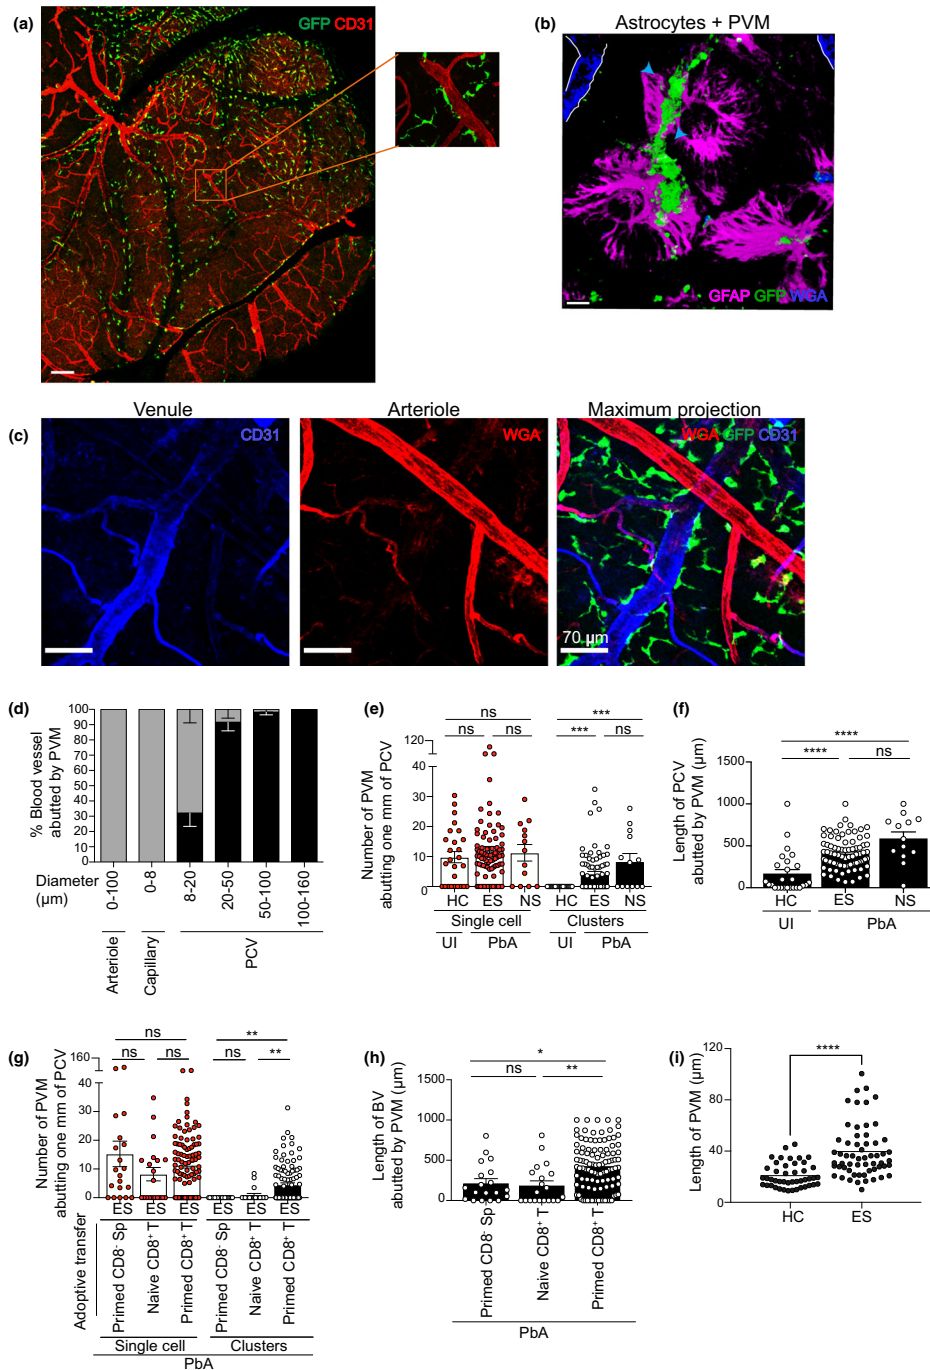 (a)
GFP CD31
(b)
Astrocytes + PVM
GFAP GFP WGA
(c)
Venule
Arteriole
Maximum projection
CD31
WGA
WGA GFP CD31
70 µm
(d)
% Blood vessel
abutted by PVM
100
90
80
70
60
50
40
30
20
10
0
Diameter
(µm)
0-100
0-8
8-20
20-50
50-100
100-160
Arteriole
Capillary
PCV
(e)
Number of PVM
abutting one mm of PCV
120
40
30
20
10
0
ns
ns
ns
***
***
ns
HC
ES
NS
HC
ES
NS
Single cell
Clusters
UI
PbA
UI
PbA
(f)
Length of PCV
abutted by PVM (µm)
1500
1000
500
0
****
****
ns
HC
ES
NS
UI
PbA
(g)
Number of PVM
abutting one mm of PCV
160
40
30
20
10
0
ns
ns
ns
**
ns
**
ES
ES
ES
ES
ES
ES
Adoptive transfer
Primed CD8⁻ Sp
Naive CD8⁺ T
Primed CD8⁺ T
Primed CD8⁻ Sp
Naive CD8⁺ T
Primed CD8⁺ T
Single cell
Clusters
PbA
(h)
Length of BV
abutted by PVM (µm)
1500
1000
500
0
*
ns
**
Primed CD8⁻ Sp
Naive CD8⁺ T
Primed CD8⁺ T
PbA
(i)
Length of PVM (µm)
120
80
40
0
****
HC
ES